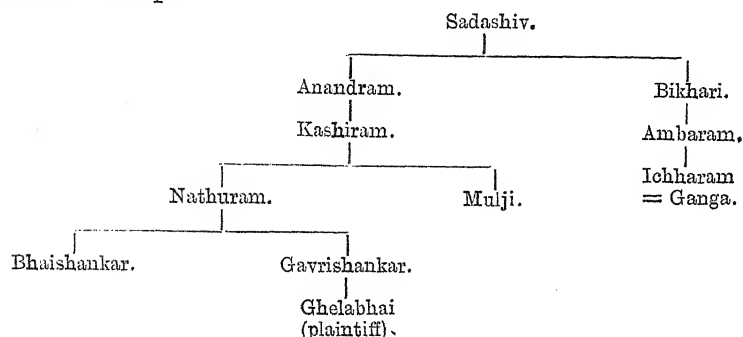 Sadashiv.
Anandram.
Bikhari.
Kashiram.
Ambaram.
Nathuram.
Mulji.
Ichharam
= Ganga.
Bhaishankar.
Gavrishankar.
Ghelabhai
(plaintiff).